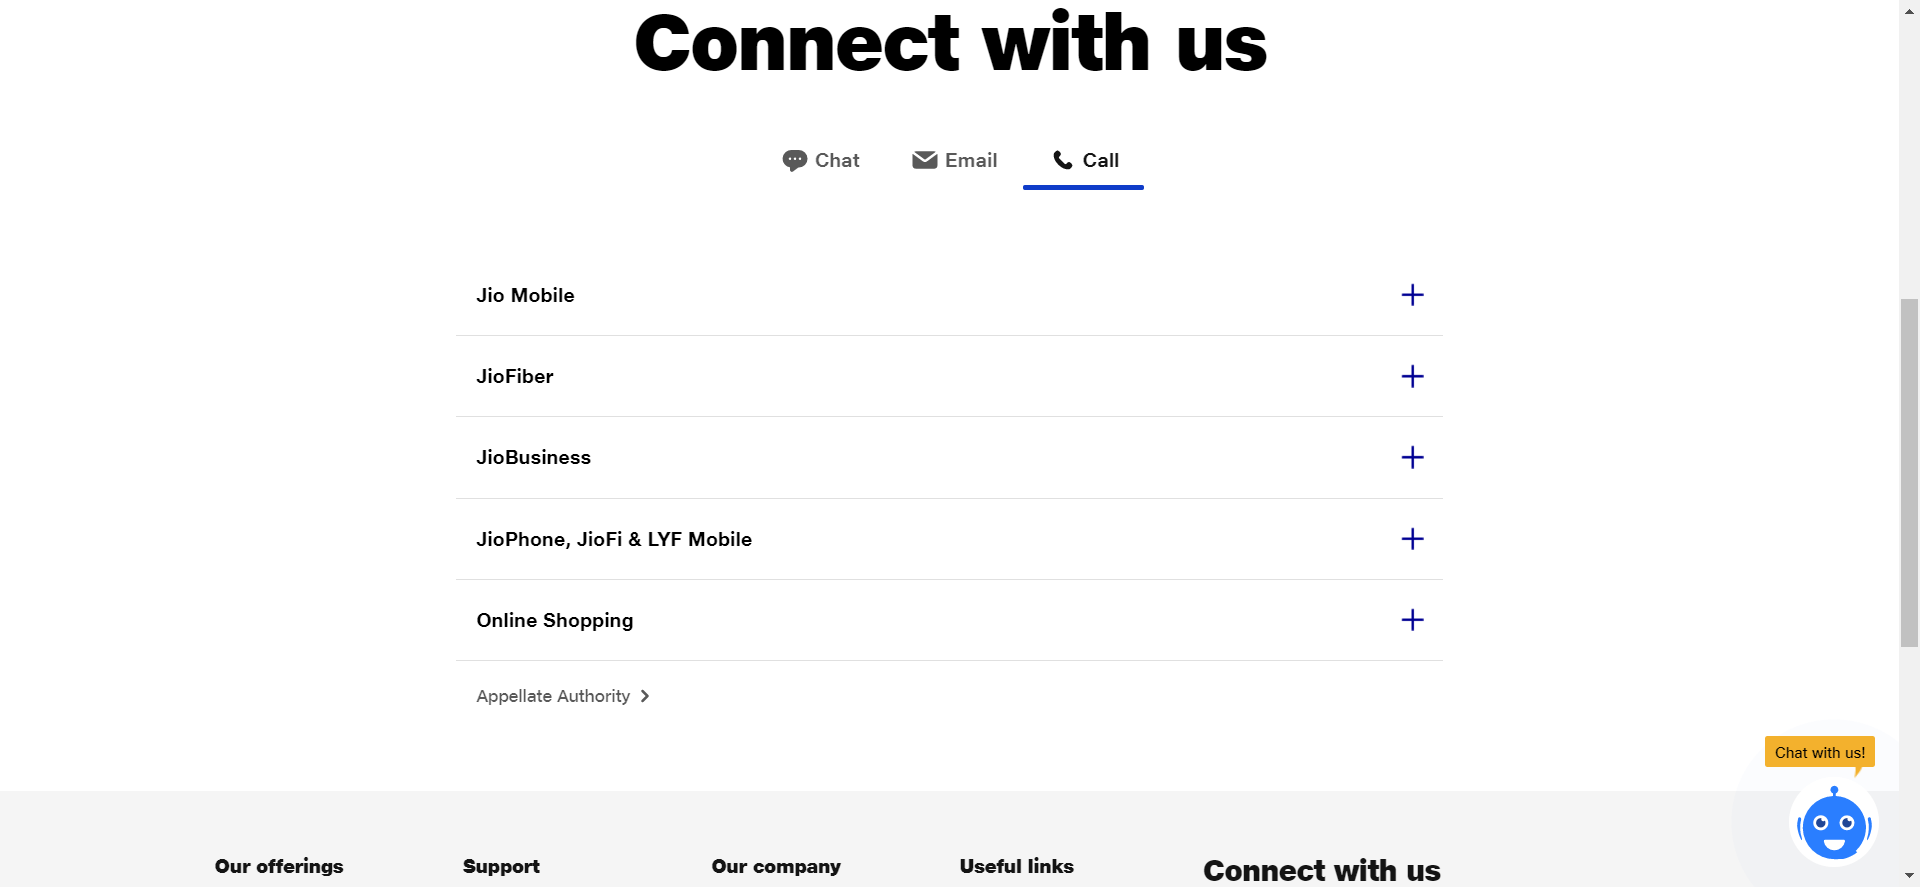 Connect with us
Chat
Email
Call
Jio Mobile
JioFiber
JioBusiness
JioPhone, JioFi & LYF Mobile
Online Shopping
Appellate Authority
Chat with us!
Our offerings
Support
Our company
Useful links
Connect with us